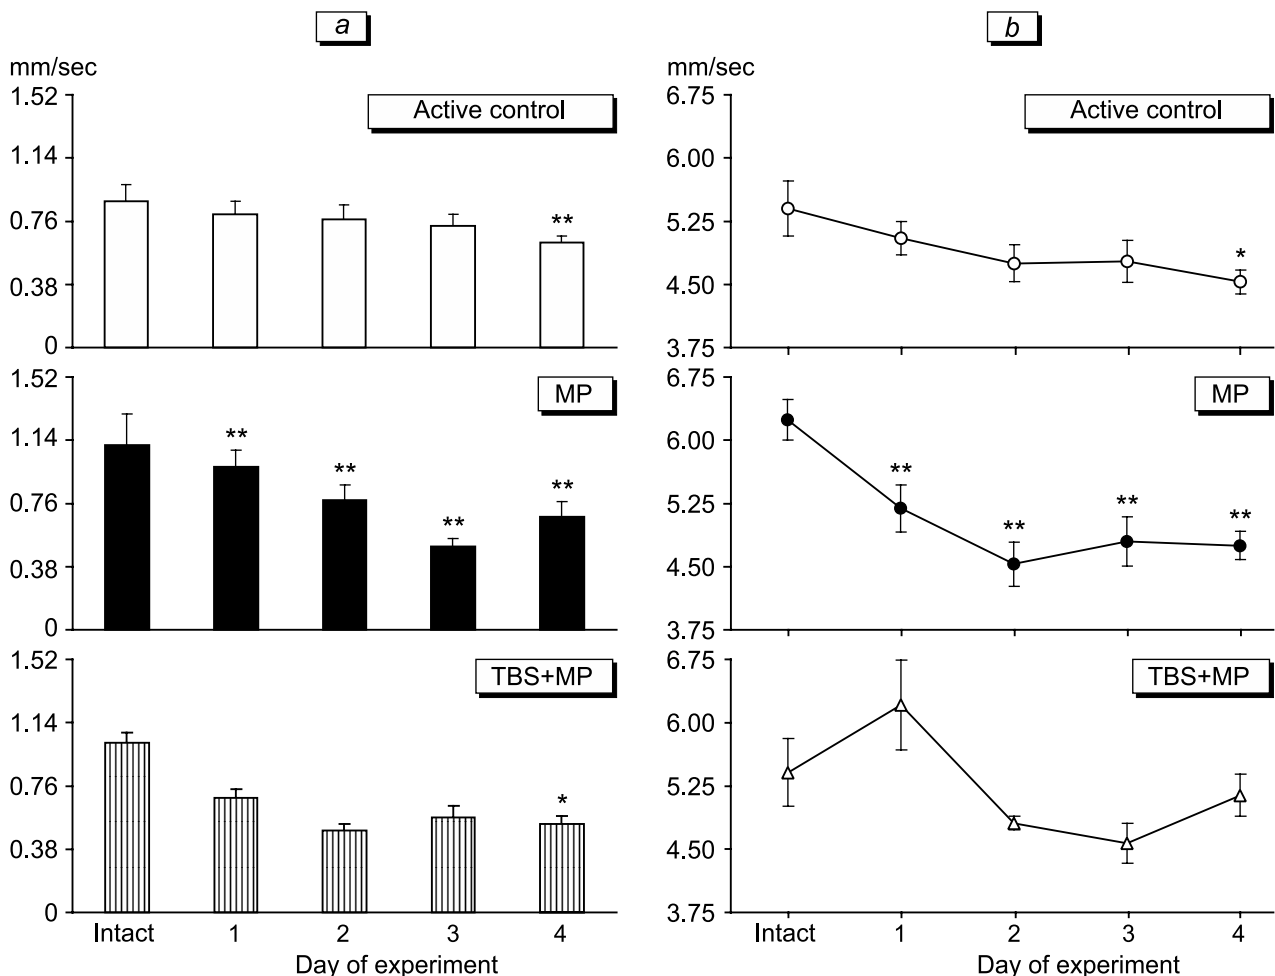 a
mm/sec
1.52
Active control
1.14
0.76
**
0.38
0
1.52
MP
1.14
**
**
0.76
**
**
0.38
0
1.52
TBS+MP
1.14
0.76
*
0.38
0
Intact 1 2 3 4
Day of experiment
b
mm/sec
6.75
Active control
6.00
5.25
*
4.50
3.75
6.75
MP
6.00
**
5.25
**
**
**
4.50
3.75
6.75
TBS+MP
6.00
5.25
4.50
3.75
Intact 1 2 3 4
Day of experiment